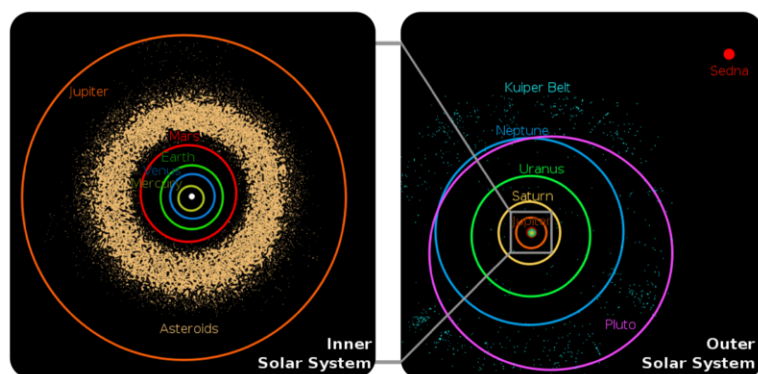 Jupiter
Mars
Earth
Venus
Mercury
Asteroids
Inner
Solar System
Sedna
Kuiper Belt
Neptune
Uranus
Saturn
Jupiter
Pluto
Outer
Solar System